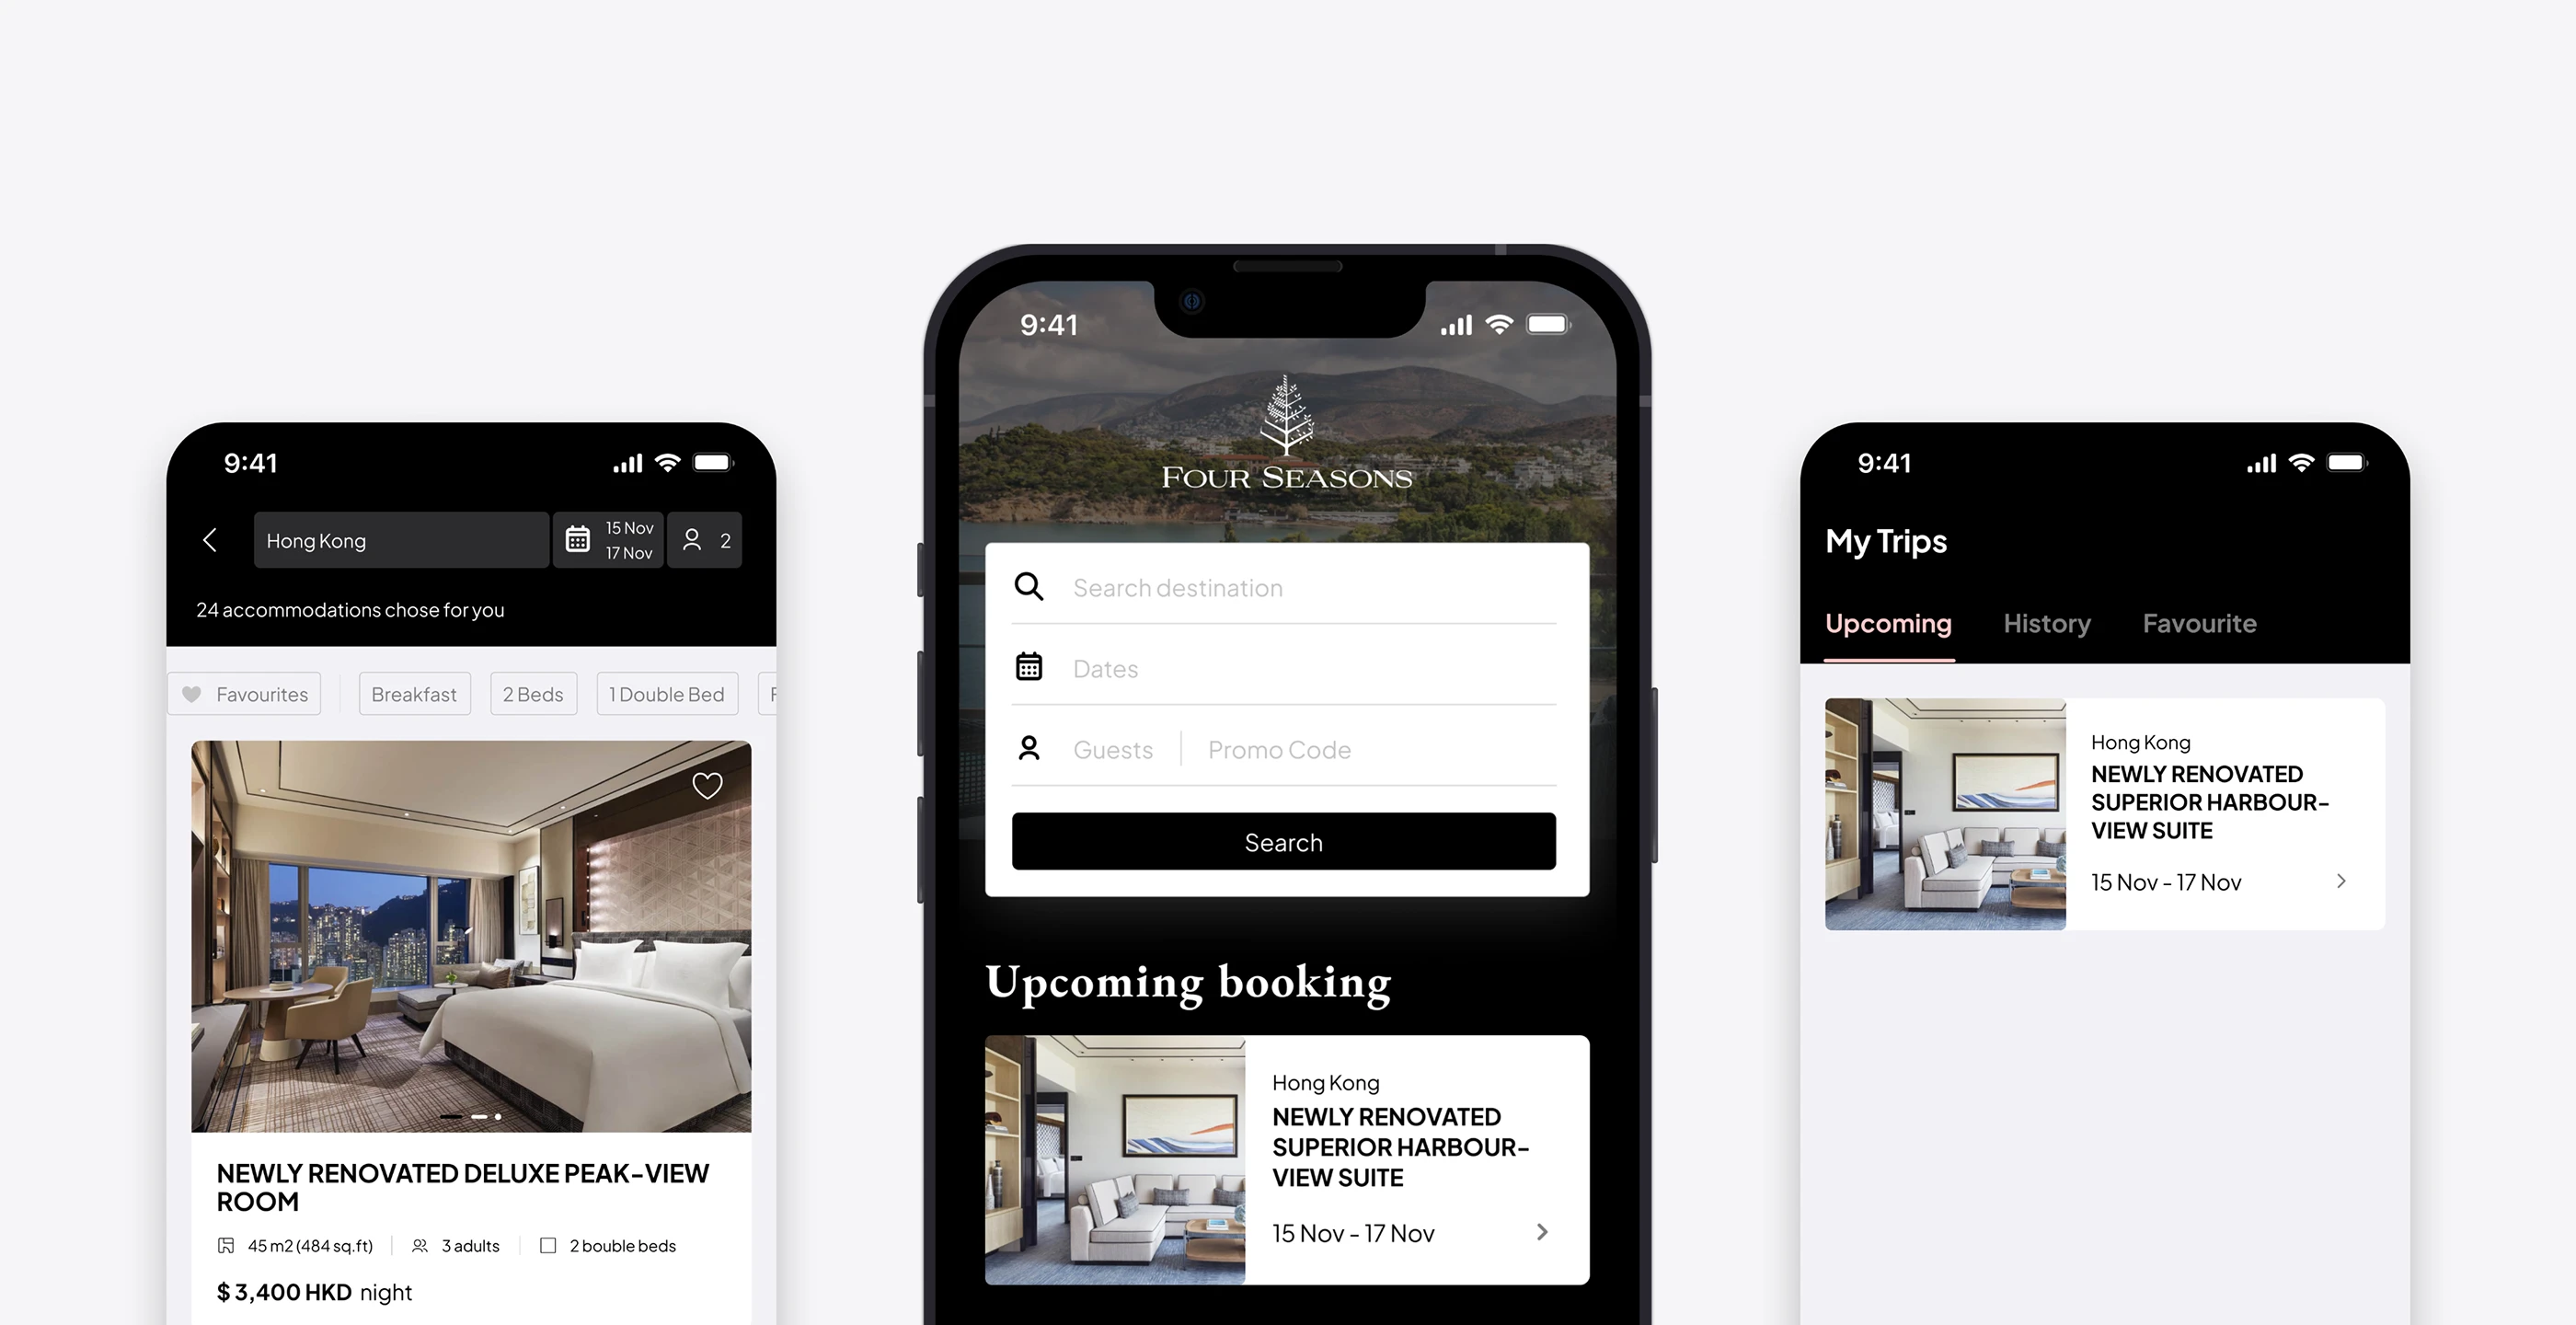 9:41
Hong Kong
15 Nov
17 Nov
2
24 accommodations chose for you
Favourites
Breakfast
2 Beds
1 Double Bed
F
NEWLY RENOVATED DELUXE PEAK-VIEW
ROOM
45 m2 (484 sq.ft)
3 adults
2 bouble beds
$ 3,400 HKD night
9:41
FOUR SEASONS
Search destination
Dates
Guests
Promo Code
Search
Upcoming booking
Hong Kong
NEWLY RENOVATED
SUPERIOR HARBOUR-
VIEW SUITE
15 Nov - 17 Nov
9:41
My Trips
Upcoming
History
Favourite
Hong Kong
NEWLY RENOVATED
SUPERIOR HARBOUR-
VIEW SUITE
15 Nov - 17 Nov